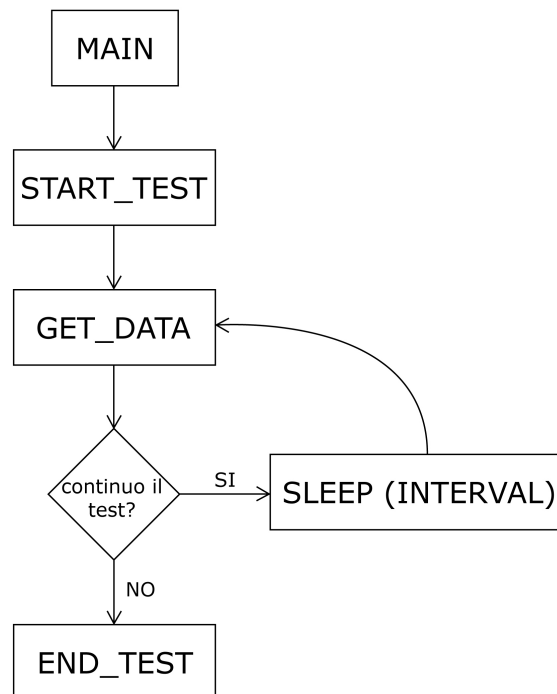 MAIN
START_TEST
GET_DATA
continuo il
test?
SI
SLEEP (INTERVAL)
NO
END_TEST